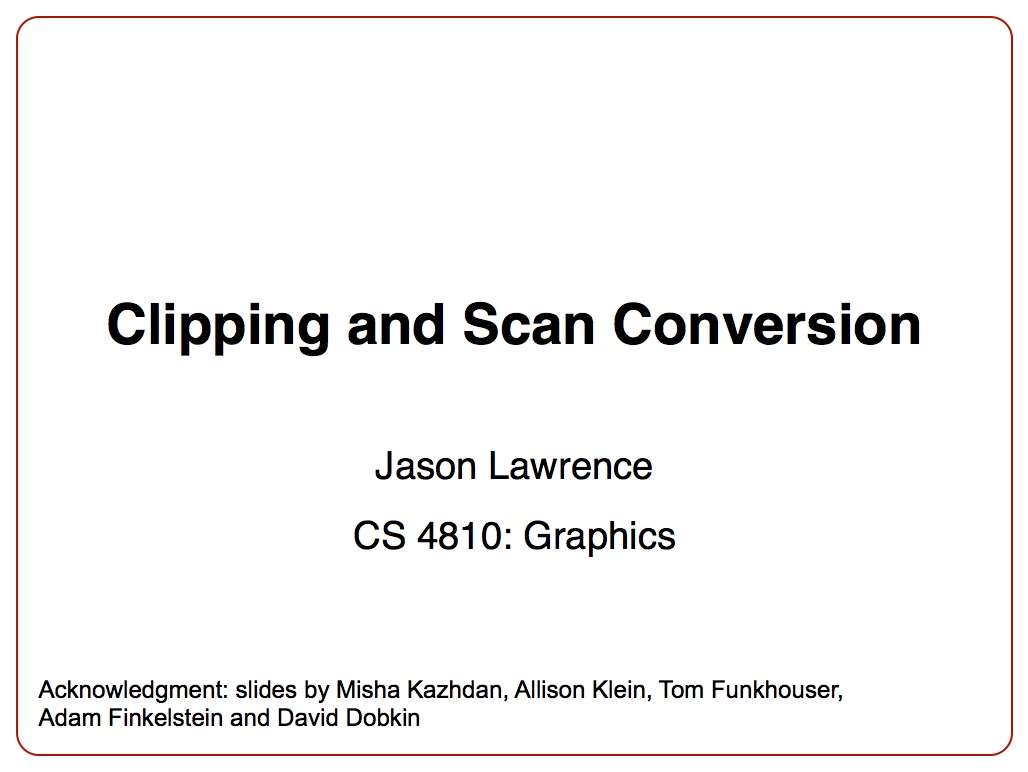 Clipping and Scan Conversion
Jason Lawrence
CS 4810: Graphics
Acknowledgment: slides by Misha Kazhdan, Allison Klein, Tom Funkhouser,
Adam Finkelstein and David Dobkin